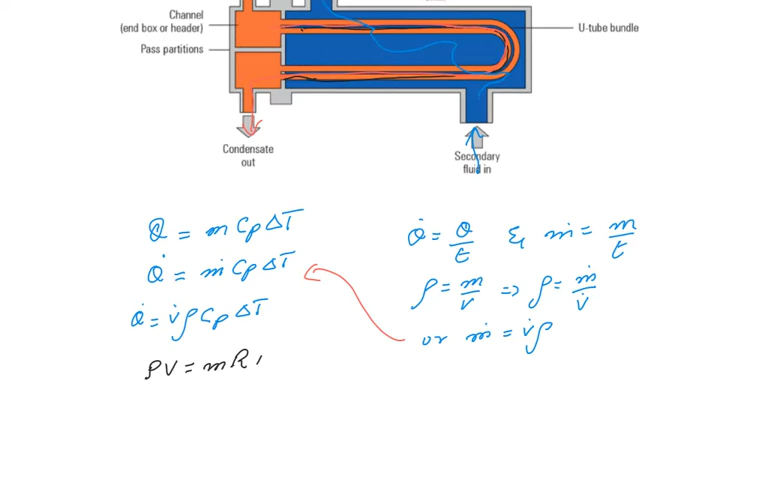 Channel
(end box or header)
U-tube bundle
Pass partitions
Condensate
out
Secondary
fluid in
Q = m Cp ΔT
Q̇ = ṁ Cp ΔT
Q̇ = v̇ρ Cp ΔT
PV = mR
Q̇ = Q/t & ṁ = m/t
ρ = m/v => ρ = ṁ/v̇
or ṁ = v̇ρ